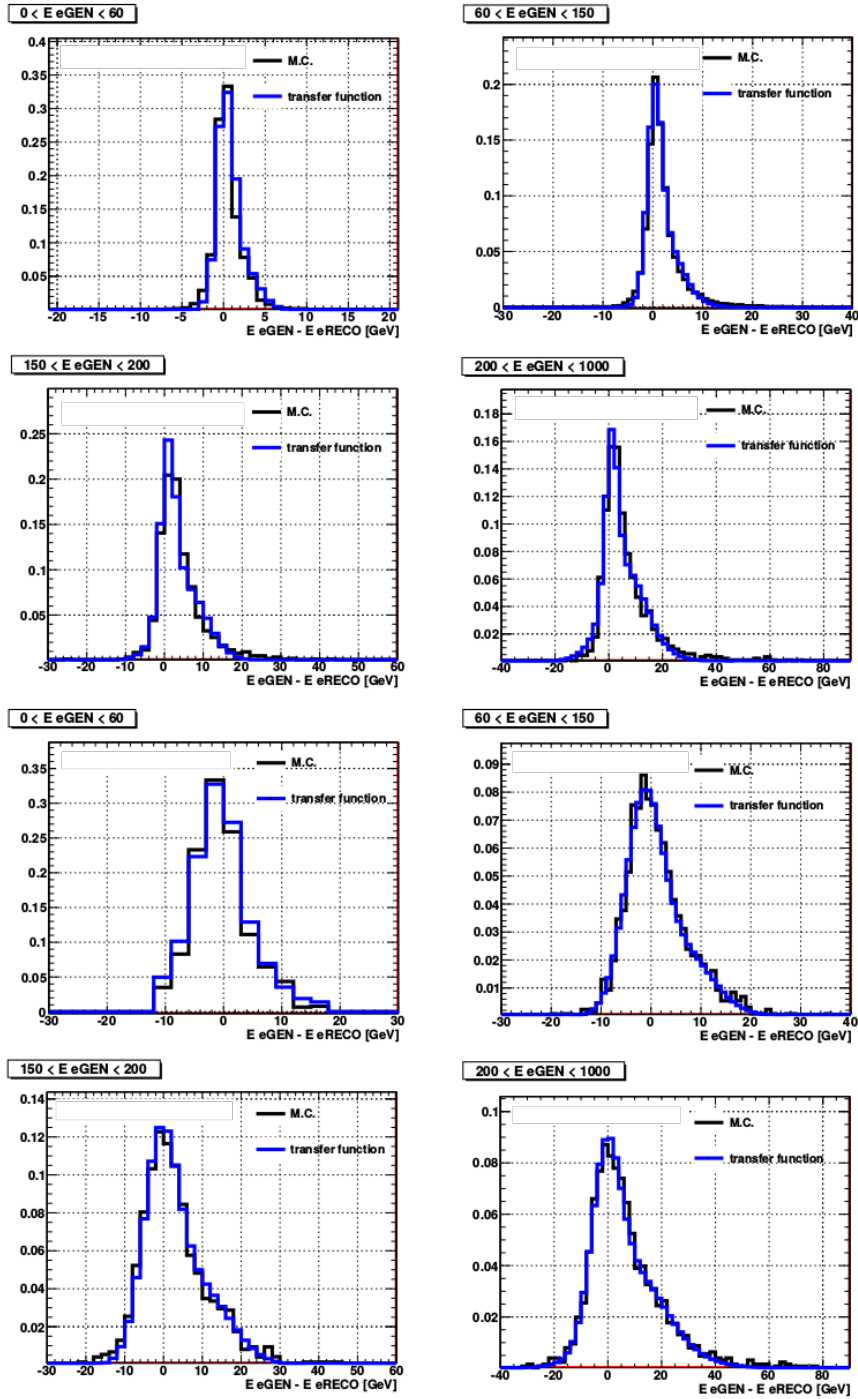 0 < E eGEN < 60
0.4
0.35
0.3
0.25
0.2
0.15
0.1
0.05
M.C.
transfer function
-20 -15 -10 -5 0 5 10 15 20
E eGEN - E eRECO [GeV]
60 < E eGEN < 150
0.2
0.15
0.1
0.05
0
M.C.
transfer function
-30 -20 -10 0 10 20 30 40
E eGEN - E eRECO [GeV]
150 < E eGEN < 200
0.25
0.2
0.15
0.1
0.05
M.C.
transfer function
-30 -20 -10 0 10 20 30 40 50 60
E eGEN - E eRECO [GeV]
200 < E eGEN < 1000
0.18
0.16
0.14
0.12
0.1
0.08
0.06
0.04
0.02
M.C.
transfer function
-40 -20 0 20 40 60 80
E eGEN - E eRECO [GeV]
0 < E eGEN < 60
0.35
0.3
0.25
0.2
0.15
0.1
0.05
0
M.C.
transfer function
-30 -20 -10 0 10 20 30
E eGEN - E eRECO [GeV]
60 < E eGEN < 150
0.09
0.08
0.07
0.06
0.05
0.04
0.03
0.02
0.01
M.C.
transfer function
-30 -20 -10 0 10 20 30 40
E eGEN - E eRECO [GeV]
150 < E eGEN < 200
0.14
0.12
0.1
0.08
0.06
0.04
0.02
M.C.
transfer function
-30 -20 -10 0 10 20 30 40 50 60
E eGEN - E eRECO [GeV]
200 < E eGEN < 1000
0.1
0.08
0.06
0.04
0.02
M.C.
transfer function
-40 -20 0 20 40 60 80
E eGEN - E eRECO [GeV]